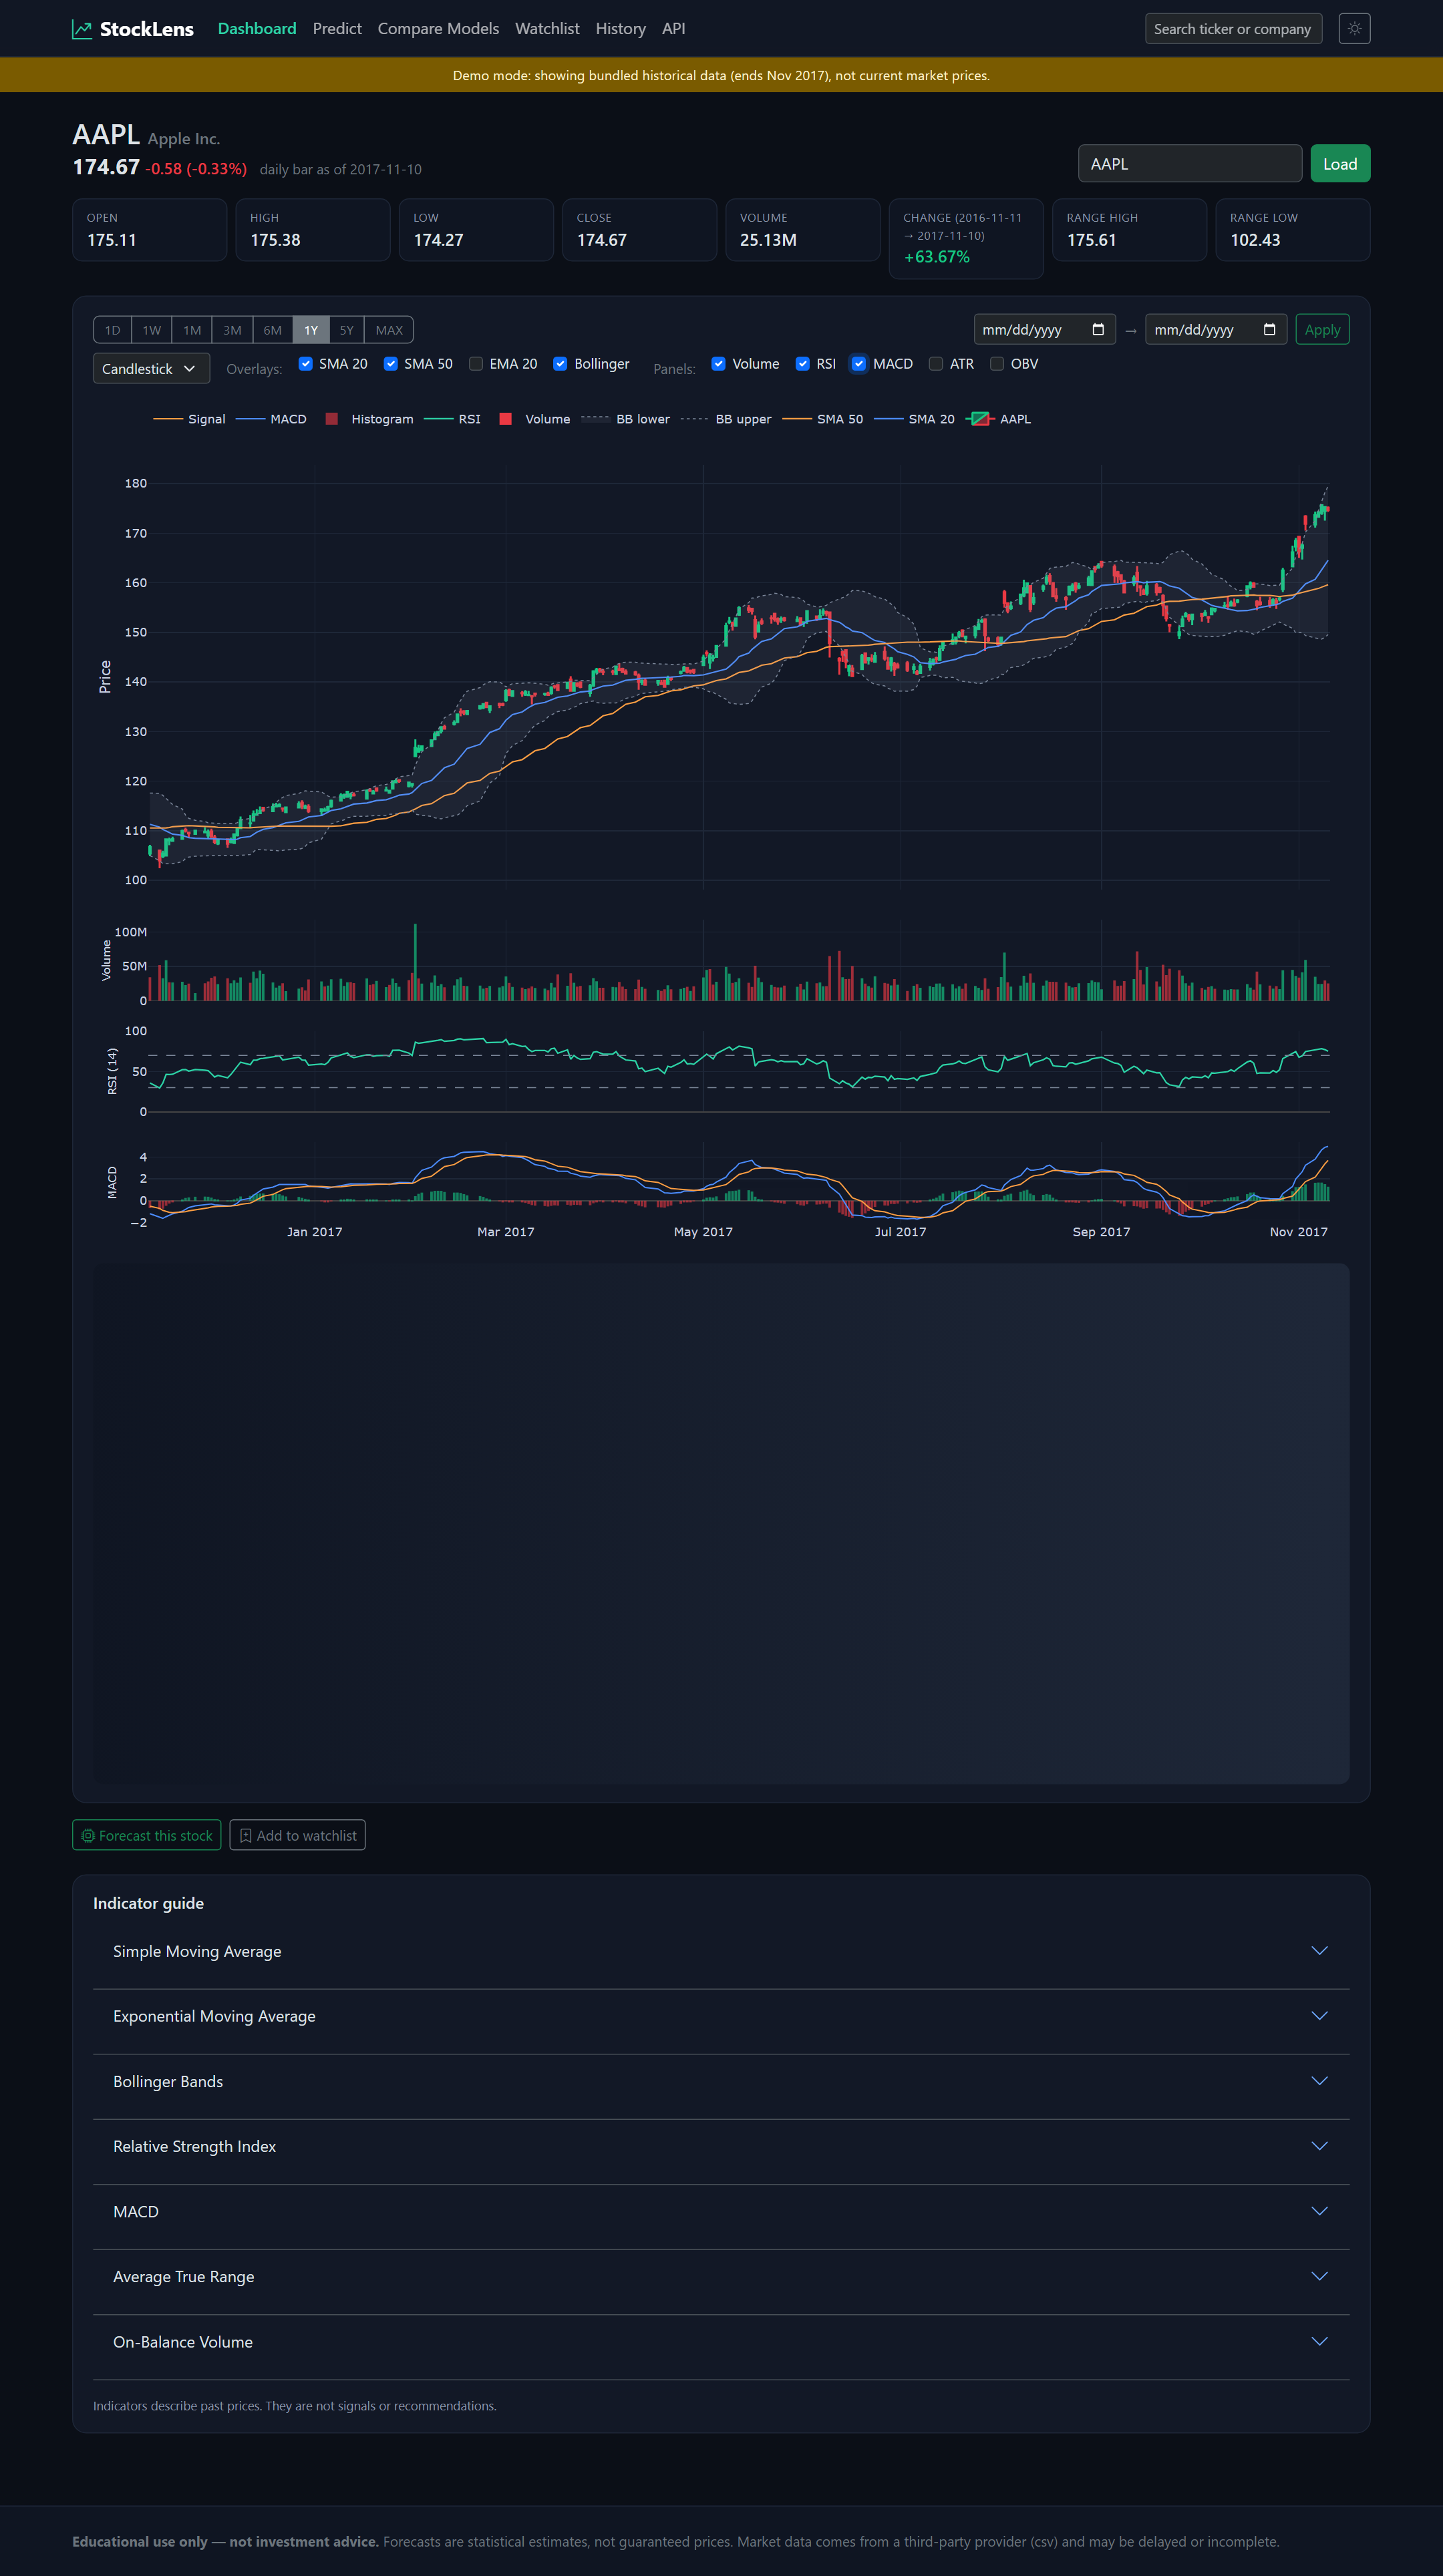 StockLens Dashboard Predict Compare Models Watchlist History API Search ticker or company
Demo mode: showing bundled historical data (ends Nov 2017), not current market prices.
AAPL Apple Inc.
174.67 -0.58 (-0.33%) daily bar as of 2017-11-10
AAPL Load
OPEN
175.11
HIGH
175.38
LOW
174.27
CLOSE
174.67
VOLUME
25.13M
CHANGE (2016-11-11
→ 2017-11-10)
+63.67%
RANGE HIGH
175.61
RANGE LOW
102.43
1D 1W 1M 3M 6M 1Y 5Y MAX mm/dd/yyyy → mm/dd/yyyy Apply
Candlestick Overlays: SMA 20 SMA 50 EMA 20 Bollinger Panels: Volume RSI MACD ATR OBV
Signal MACD Histogram RSI Volume BB lower BB upper SMA 50 SMA 20 AAPL
180
170
160
150
140
130
120
110
100
Price
100M
50M
0
Volume
100
50
0
RSI (14)
4
2
0
−2
MACD
Jan 2017 Mar 2017 May 2017 Jul 2017 Sep 2017 Nov 2017
Forecast this stock Add to watchlist
Indicator guide
Simple Moving Average
Exponential Moving Average
Bollinger Bands
Relative Strength Index
MACD
Average True Range
On-Balance Volume
Indicators describe past prices. They are not signals or recommendations.
Educational use only — not investment advice. Forecasts are statistical estimates, not guaranteed prices. Market data comes from a third-party provider (csv) and may be delayed or incomplete.